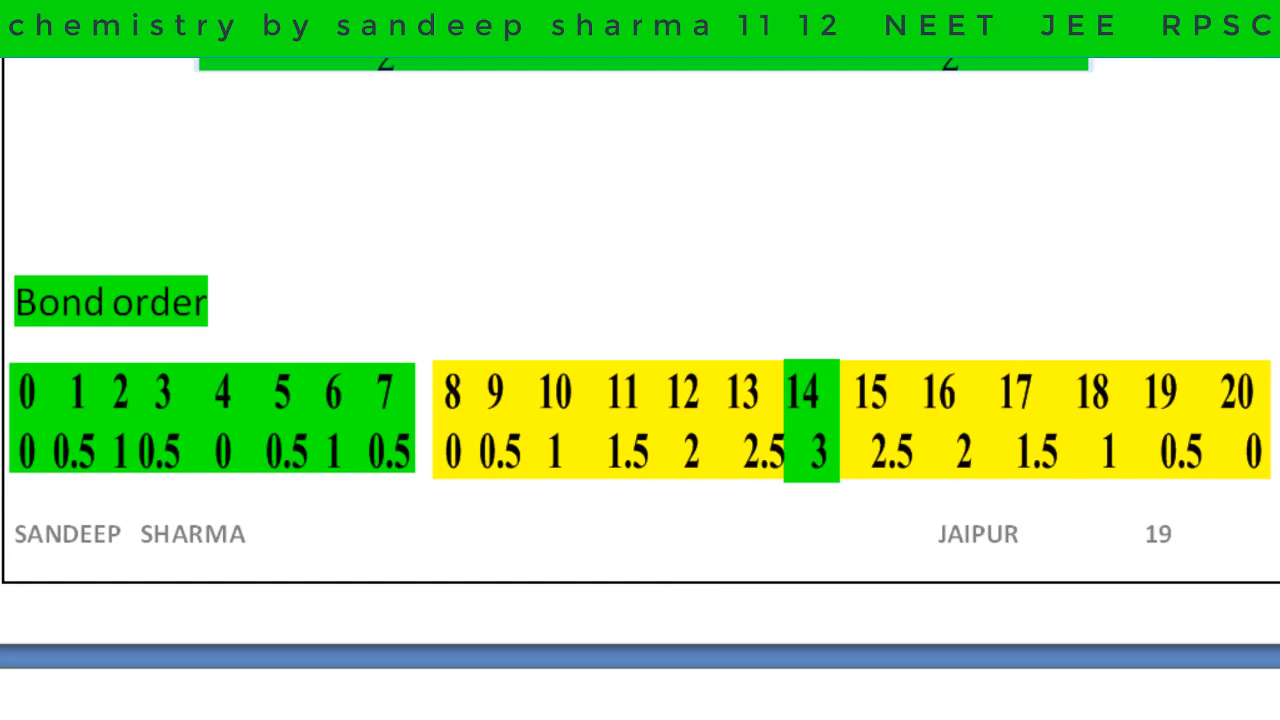 chemistry by sandeep sharma 11 12 NEET JEE RPSC
Bond order
0 1 2 3 4 5 6 7 8 9 10 11 12 13 14 15 16 17 18 19 20
0 0.5 1 0.5 0 0.5 1 0.5 0 0.5 1 1.5 2 2.5 3 2.5 2 1.5 1 0.5 0
SANDEEP SHARMA JAIPUR 19